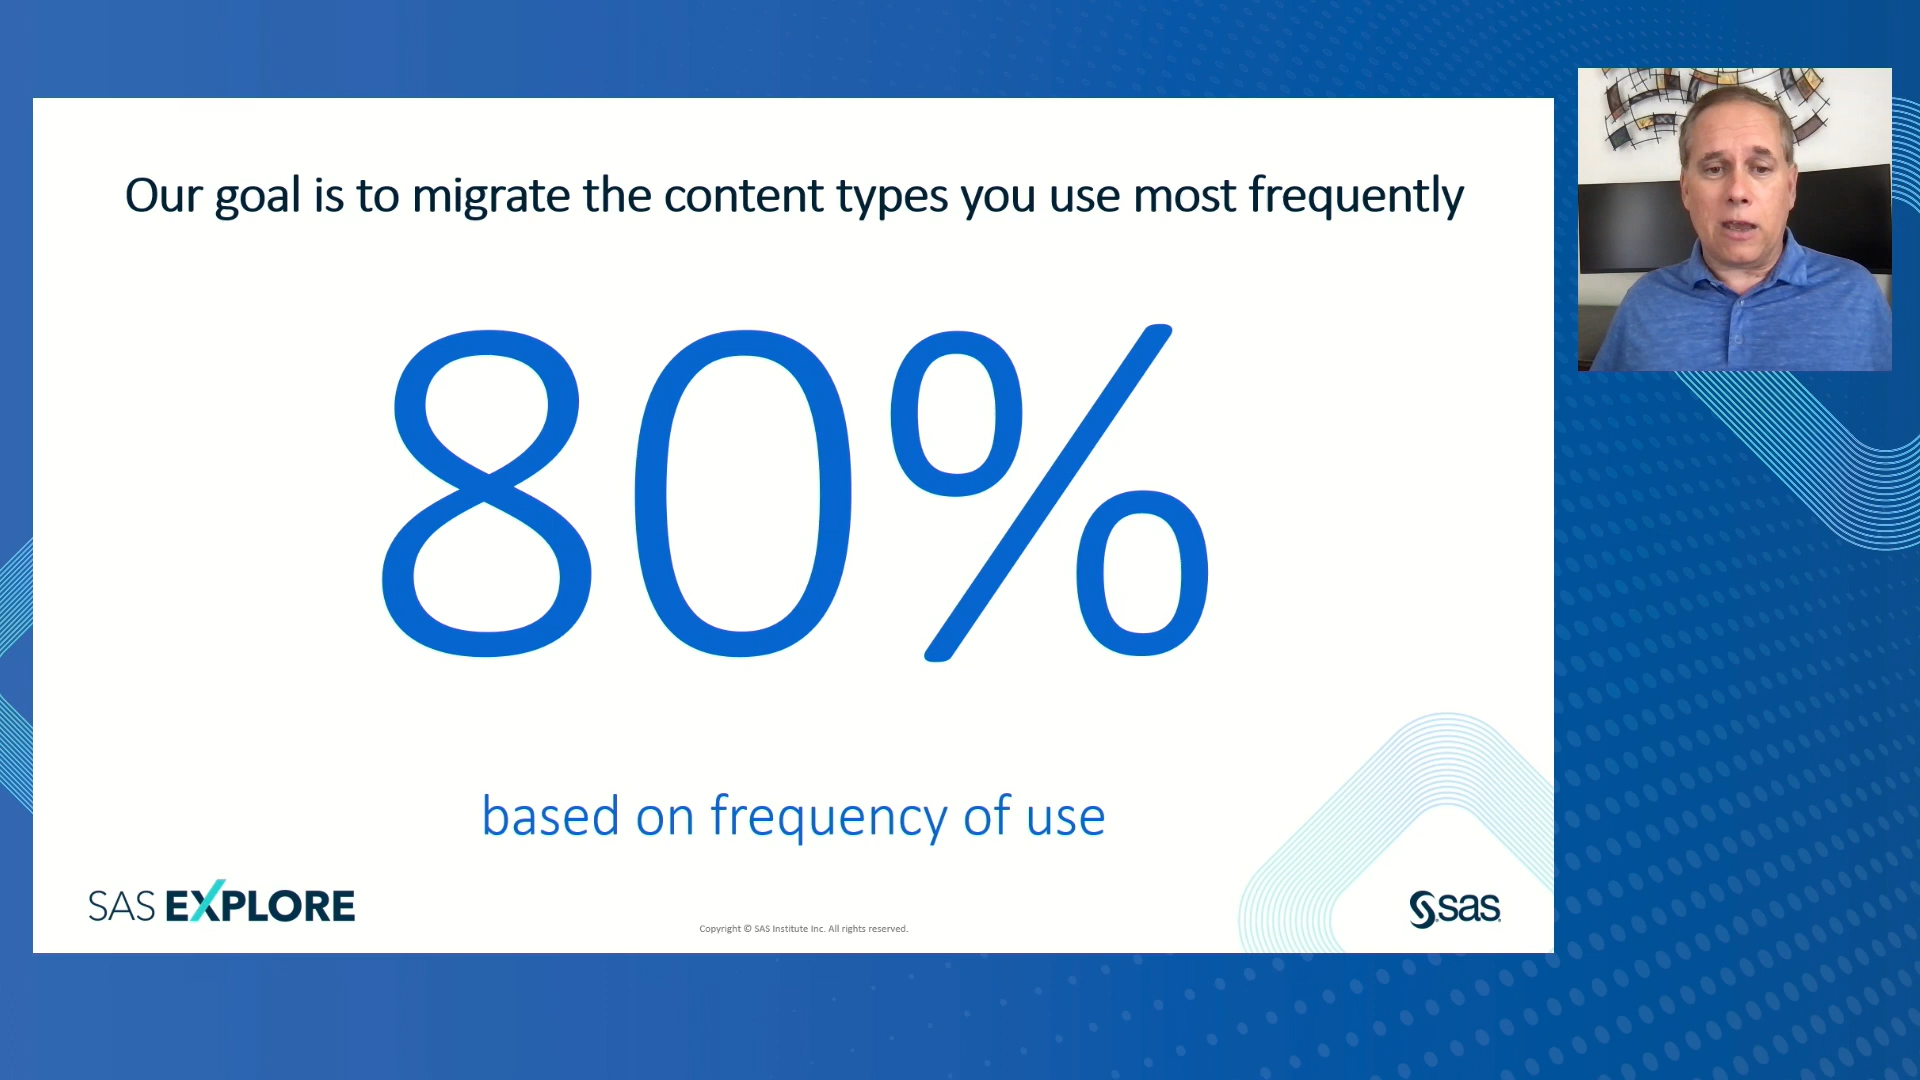 Our goal is to migrate the content types you use most frequently
80%
based on frequency of use
SAS EXPLORE
Copyright © SAS Institute Inc. All rights reserved.
sas